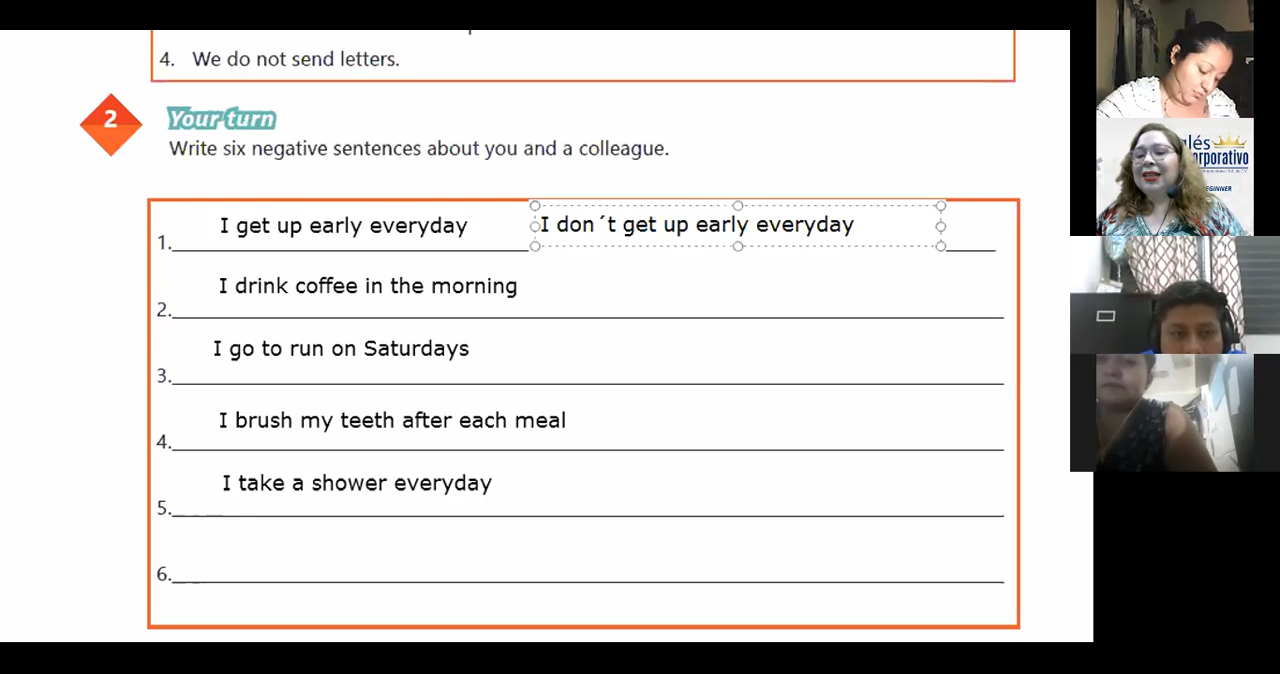 4. We do not send letters.
2 Your turn
Write six negative sentences about you and a colleague.
1. I get up early everyday I don´t get up early everyday
2. I drink coffee in the morning
3. I go to run on Saturdays
4. I brush my teeth after each meal
5. I take a shower everyday
6.
glés
orporativo
EGINNER